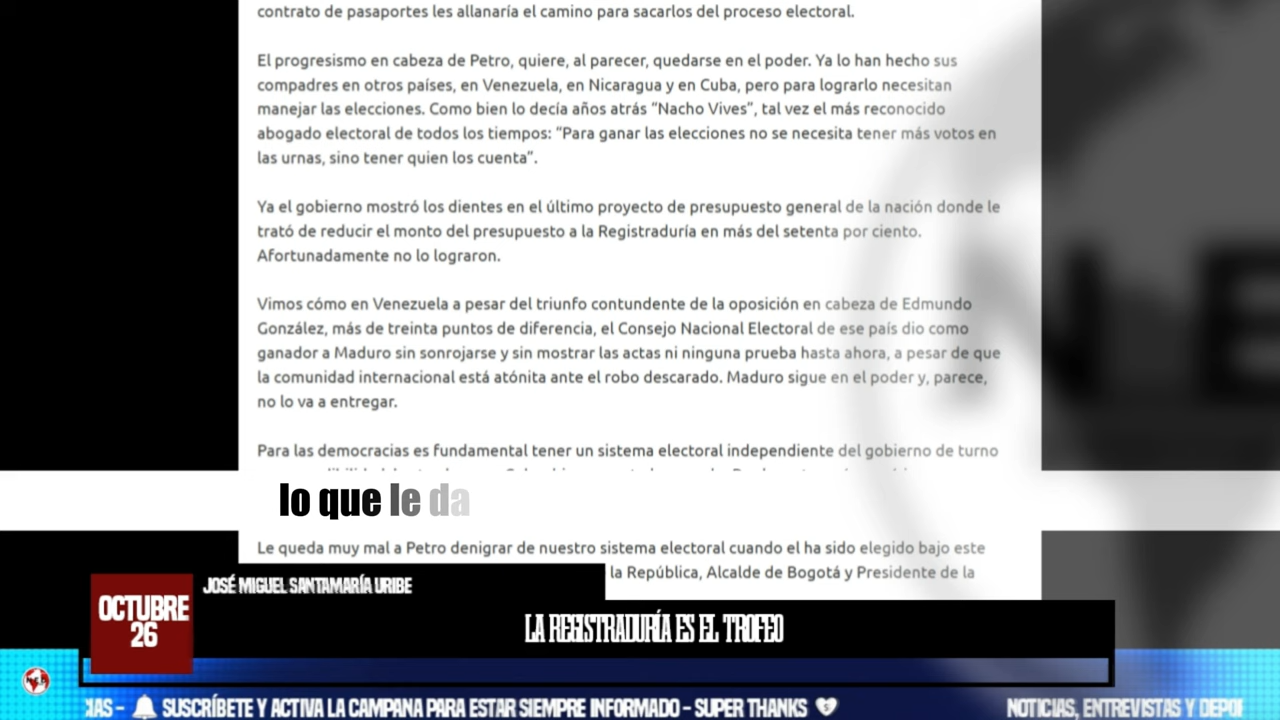 contrato de pasaportes les allanaría el camino para sacarlos del proceso electoral.
El progresismo en cabeza de Petro, quiere, al parecer, quedarse en el poder. Ya lo han hecho sus
compadres en otros países, en Venezuela, en Nicaragua y en Cuba, pero para lograrlo necesitan
manejar las elecciones. Como bien lo decía años atrás “Nacho Vives”, tal vez el más reconocido
abogado electoral de todos los tiempos: “Para ganar las elecciones no se necesita tener más votos en
las urnas, sino tener quien los cuenta”.
Ya el gobierno mostró los dientes en el último proyecto de presupuesto general de la nación donde le
trató de reducir el monto del presupuesto a la Registraduría en más del setenta por ciento.
Afortunadamente no lo lograron.
Vimos cómo en Venezuela a pesar del triunfo contundente de la oposición en cabeza de Edmundo
González, más de treinta puntos de diferencia, el Consejo Nacional Electoral de ese país dio como
ganador a Maduro sin sonrojarse y sin mostrar las actas ni ninguna prueba hasta ahora, a pesar de que
la comunidad internacional está atónita ante el robo descarado. Maduro sigue en el poder y, parece,
no lo va a entregar.
Para las democracias es fundamental tener un sistema electoral independiente del gobierno de turno
lo que le da
Le queda muy mal a Petro denigrar de nuestro sistema electoral cuando el ha sido elegido bajo este
la República, Alcalde de Bogotá y Presidente de la
JOSÉ MIGUEL SANTAMARÍA URIBE
OCTUBRE
26
LA REGISTRADURÍA ES EL TROFEO
IAS – SUSCRÍBETE Y ACTIVA LA CAMPANA PARA ESTAR SIEMPRE INFORMADO – SUPER THANKS NOTICIAS, ENTREVISTAS Y DEPOR
N E